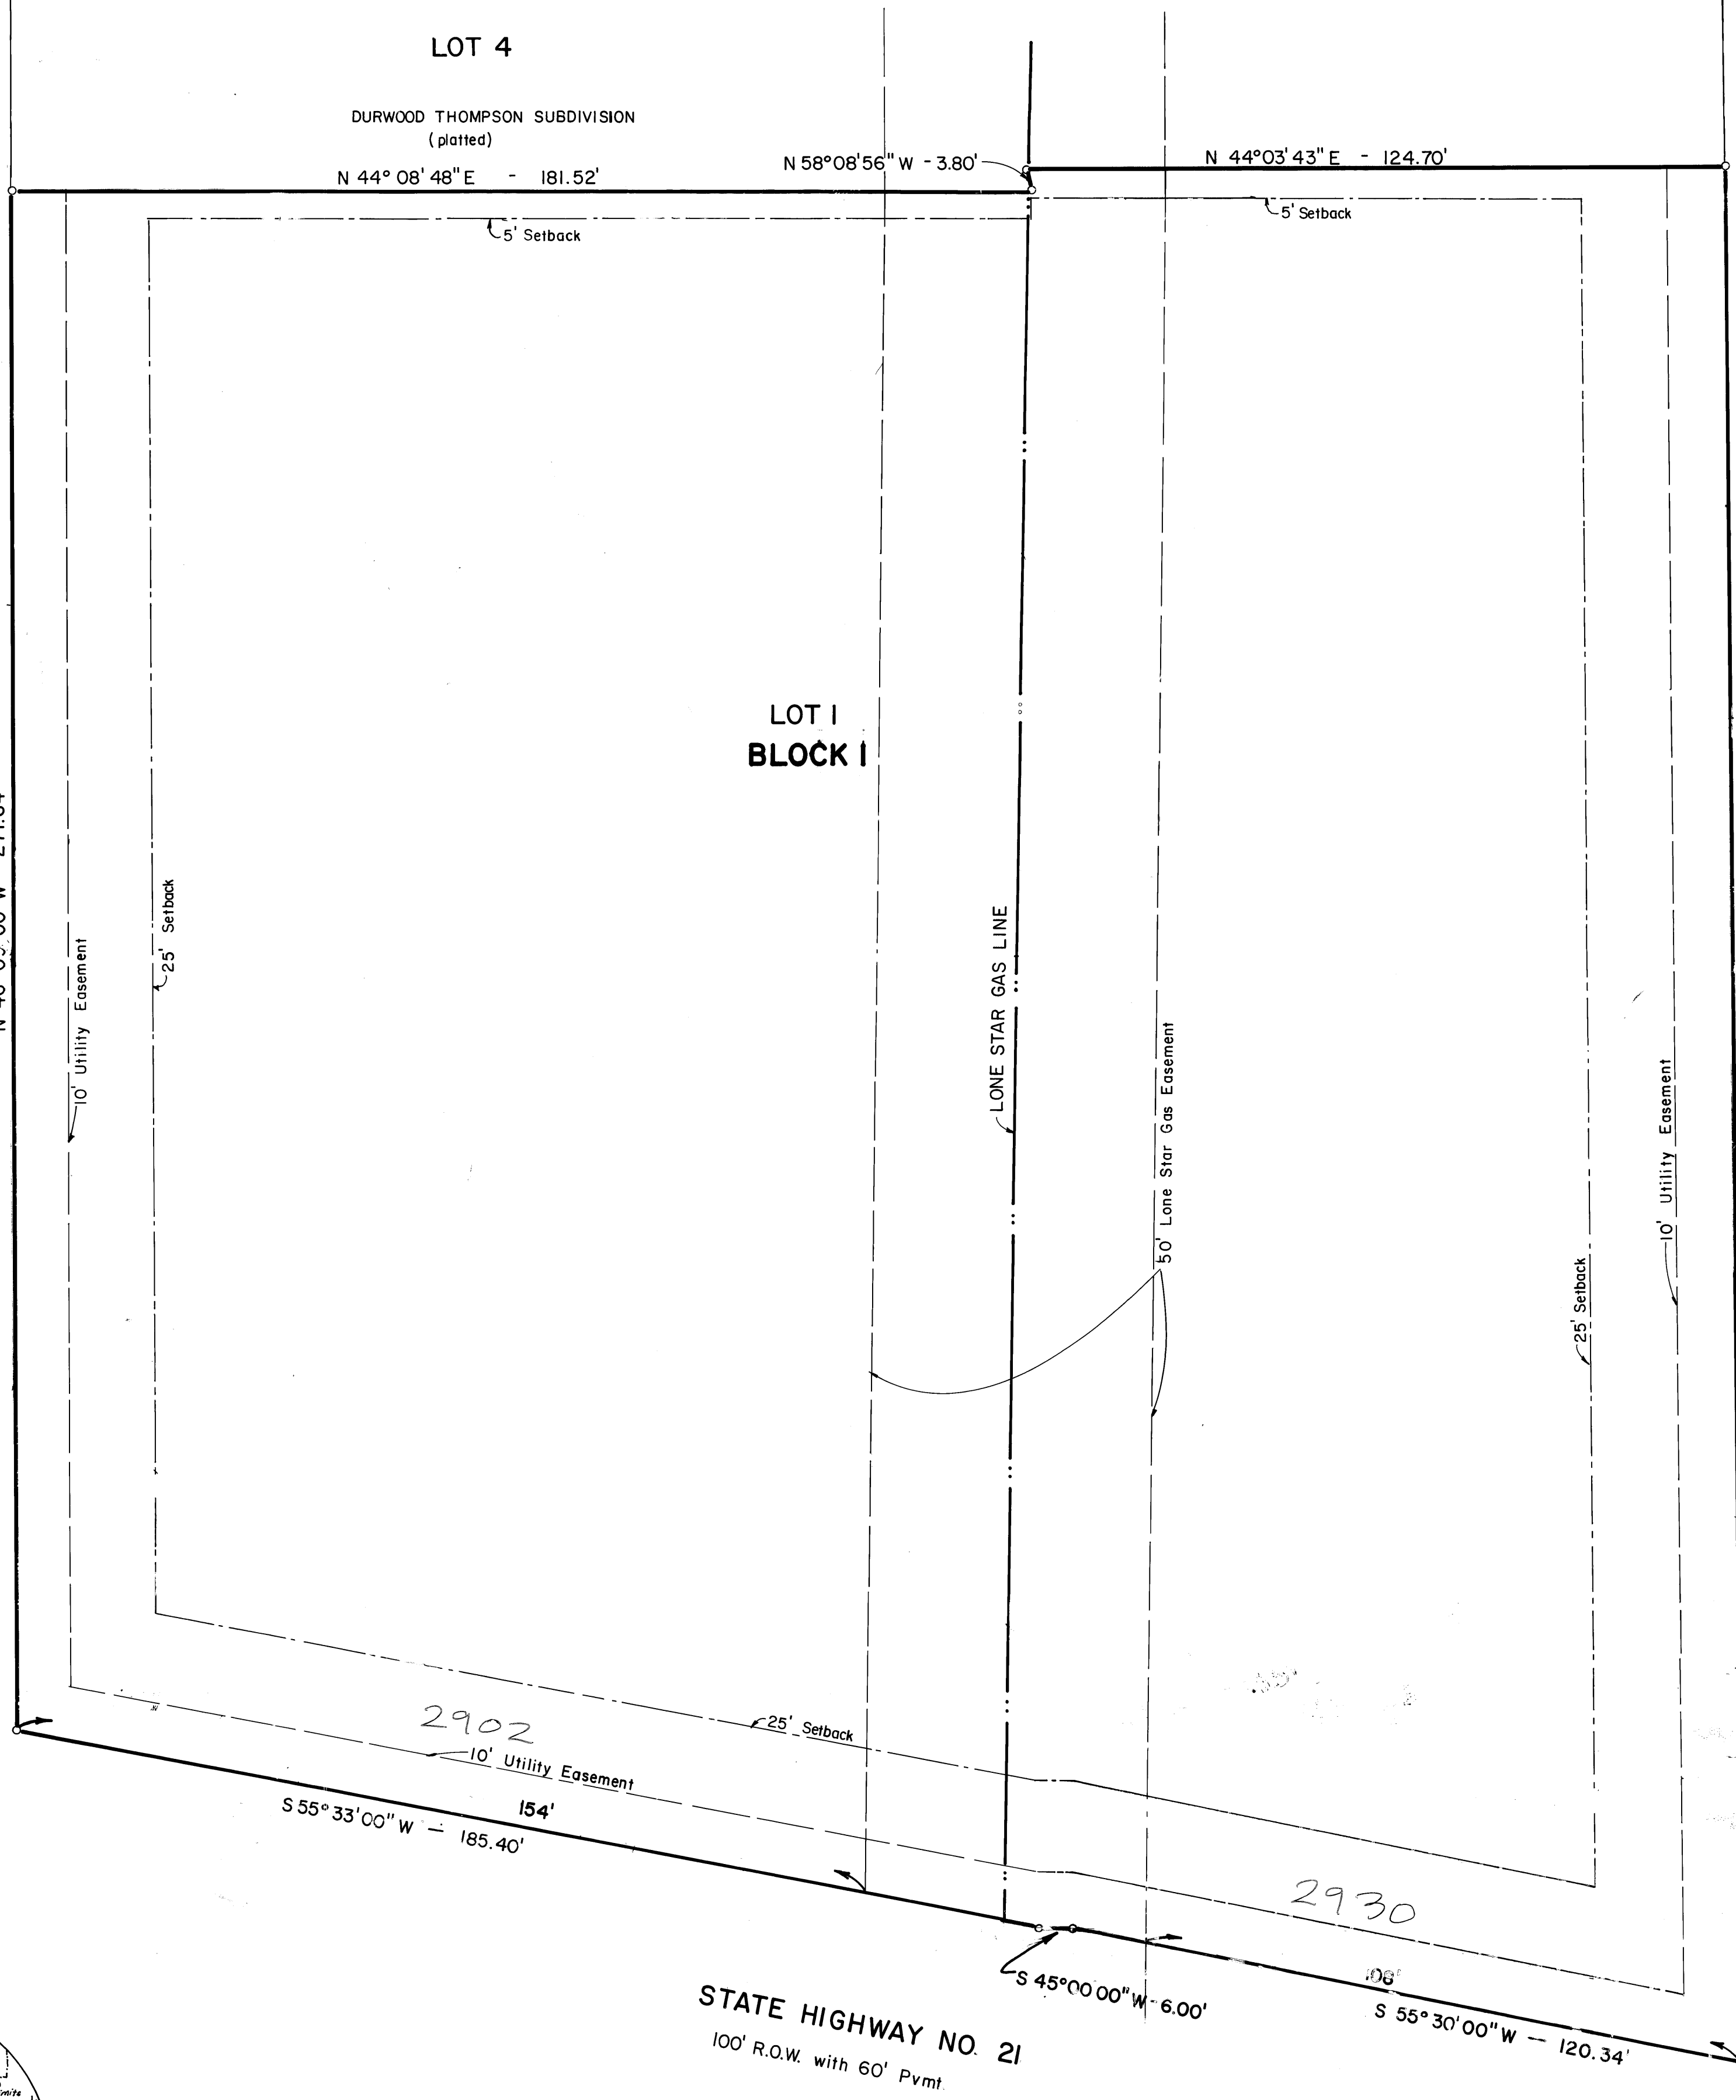 LOT 4
DURWOOD THOMPSON SUBDIVISION
(platted)
N 44° 08' 48" E - 181.52'
N 58° 08' 56" W - 3.80'
N 44° 03' 43" E - 124.70'
5' Setback
5' Setback
LOT 1
BLOCK 1
25' Setback
10' Utility Easement
LONE STAR GAS LINE
50' Lone Star Gas Easement
10' Utility Easement
25' Setback
2902
25' Setback
10' Utility Easement
154'
S 55° 33' 00" W - 185.40'
2930
108'
S 45° 00' 00" W - 6.00'
S 55° 30' 00" W - 120.34'
STATE HIGHWAY NO. 21
100' R.O.W. with 60' Pvmt.